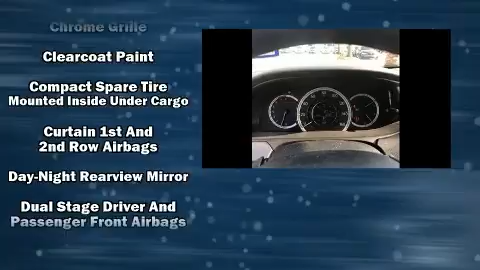 Chrome Grille
Clearcoat Paint
Compact Spare Tire
Mounted Inside Under Cargo
Curtain 1st And
2nd Row Airbags
Day-Night Rearview Mirror
Dual Stage Driver And
Passenger Front Airbags